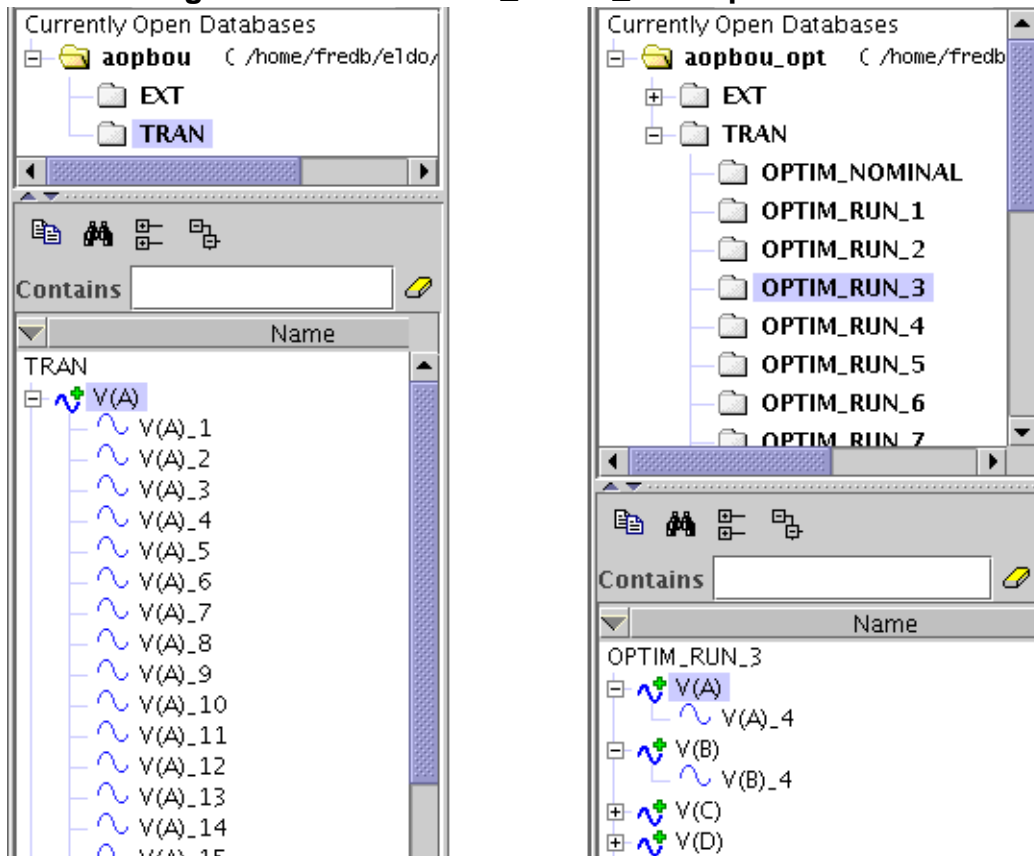 Currently Open Databases
aopbou ( /home/fredb/eldo/
EXT
TRAN
Contains
Name
TRAN
V(A)
V(A)_1
V(A)_2
V(A)_3
V(A)_4
V(A)_5
V(A)_6
V(A)_7
V(A)_8
V(A)_9
V(A)_10
V(A)_11
V(A)_12
V(A)_13
V(A)_14
V(A)_15
Currently Open Databases
aopbou_opt ( /home/fredb
EXT
TRAN
OPTIM_NOMINAL
OPTIM_RUN_1
OPTIM_RUN_2
OPTIM_RUN_3
OPTIM_RUN_4
OPTIM_RUN_5
OPTIM_RUN_6
OPTIM_RUN_7
Contains
Name
OPTIM_RUN_3
V(A)
V(A)_4
V(B)
V(B)_4
V(C)
V(D)